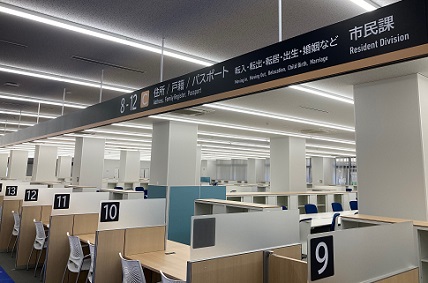 8-12 C 住所/戸籍/パスポート 転入・転出・転居・出生・婚姻など 市民課
Address, Family Register, Passport Moving In, Moving Out, Relocation, Child Birth, Marriage Resident Division
13 12 11 10 9